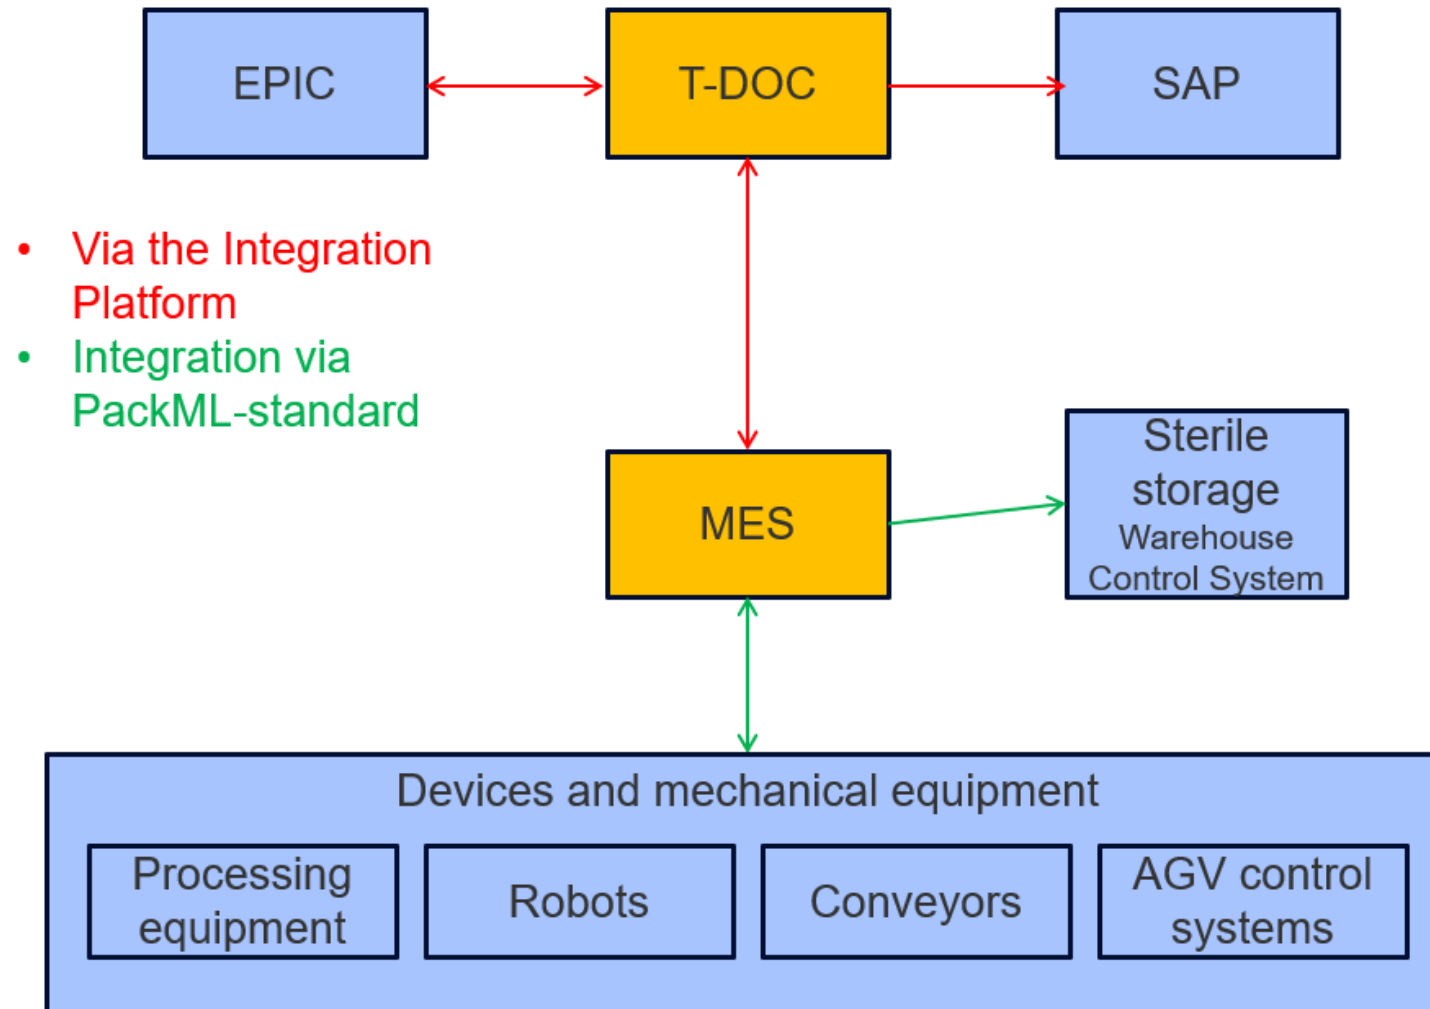 EPIC
T-DOC
SAP
• Via the Integration
Platform
• Integration via
PackML-standard
Sterile
storage
Warehouse
Control System
MES
Devices and mechanical equipment
Processing
equipment
Robots
Conveyors
AGV control
systems